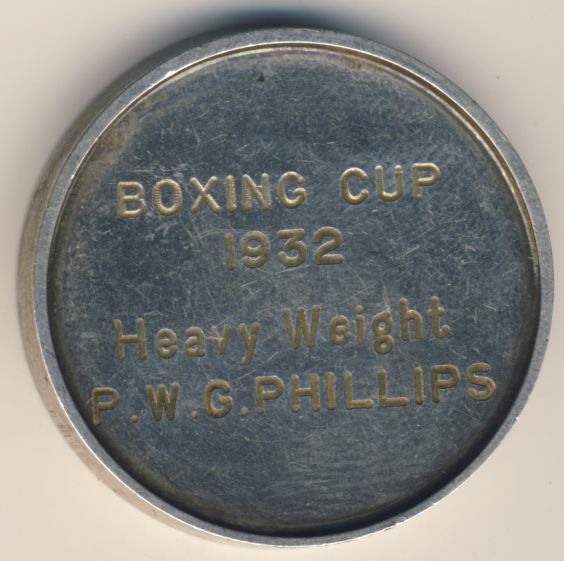 BOXING CUP
1932
Heavy Weight
P.W.G.PHILLIPS